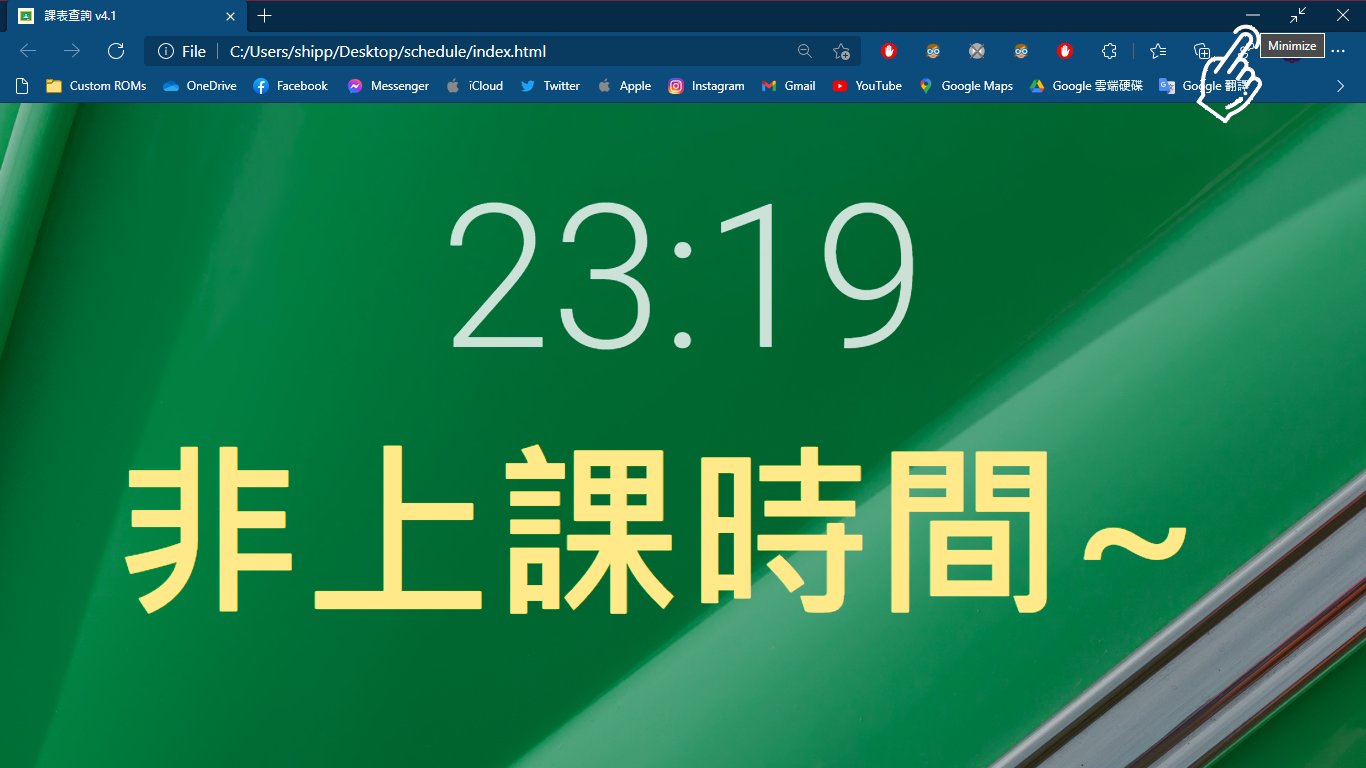 課表查詢 v4.1
Minimize
File C:/Users/shipp/Desktop/schedule/index.html
Custom ROMs OneDrive Facebook Messenger iCloud Twitter Apple Instagram Gmail YouTube Google Maps Google 雲端硬碟 Google 翻譯
23:19
非上課時間~